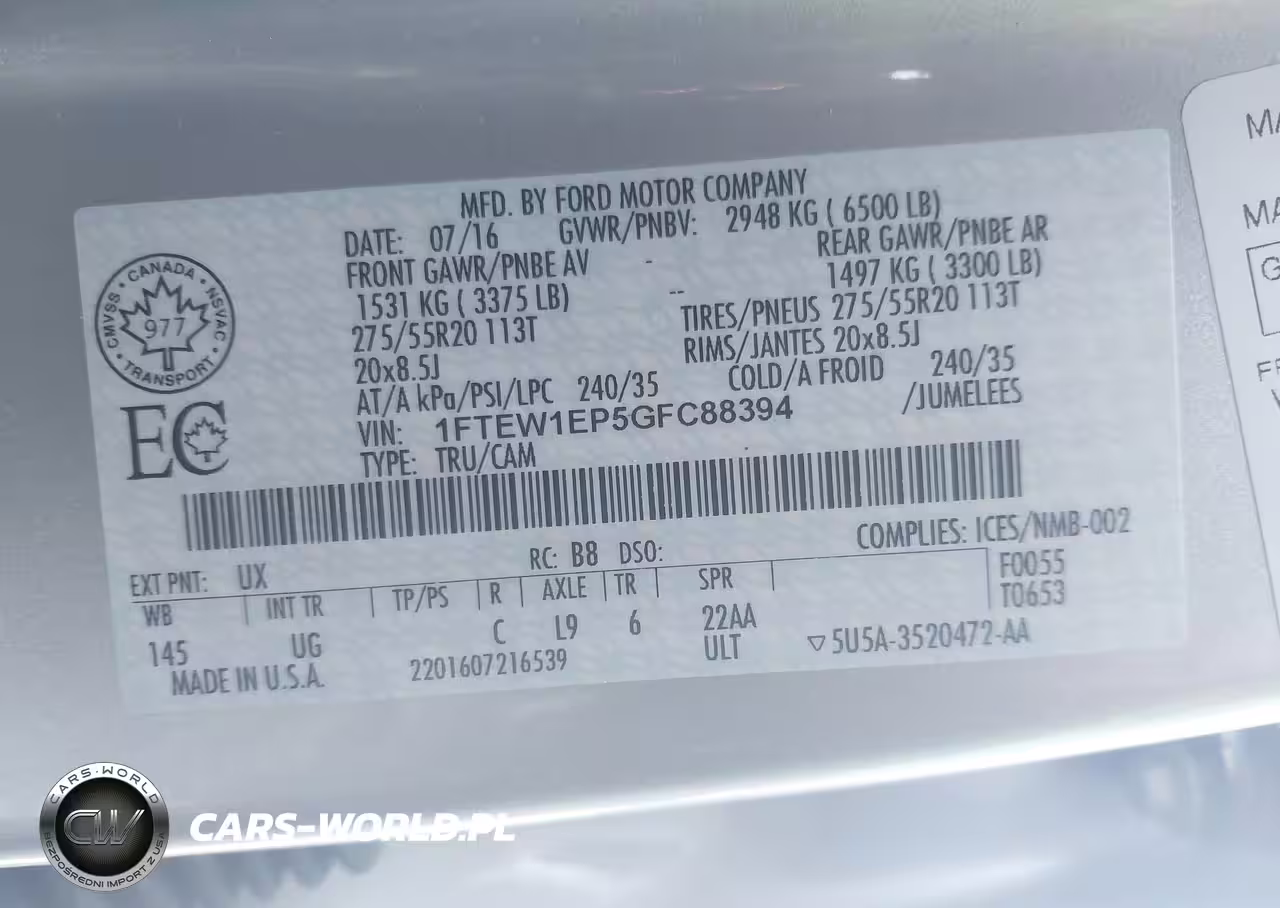 MFD. BY FORD MOTOR COMPANY
DATE: 07/16 GVWR/PNBV: 2948 KG ( 6500 LB)
FRONT GAWR/PNBE AV - REAR GAWR/PNBE AR
1531 KG ( 3375 LB) -- 1497 KG ( 3300 LB)
275/55R20 113T TIRES/PNEUS 275/55R20 113T
20x8.5J RIMS/JANTES 20x8.5J
AT/A kPa/PSI/LPC 240/35 COLD/A FROID 240/35
VIN: 1FTEW1EP5GFC88394 /JUMELEES
TYPE: TRU/CAM
CANADA
CMVSS 977 NSVAC
TRANSPORT
EC
COMPLIES: ICES/NMB-002
RC: B8 DSO:
EXT PNT: UX F0055
WB INT TR TP/PS R AXLE TR SPR T0653
145 UG C L9 6 22AA
ULT ▽5U5A-3520472-AA
MADE IN U.S.A. 2201607216539
MA
MA
G
CARS-WORLD
CW
BEZPOŚREDNI IMPORT Z USA
CARS-WORLD.PL